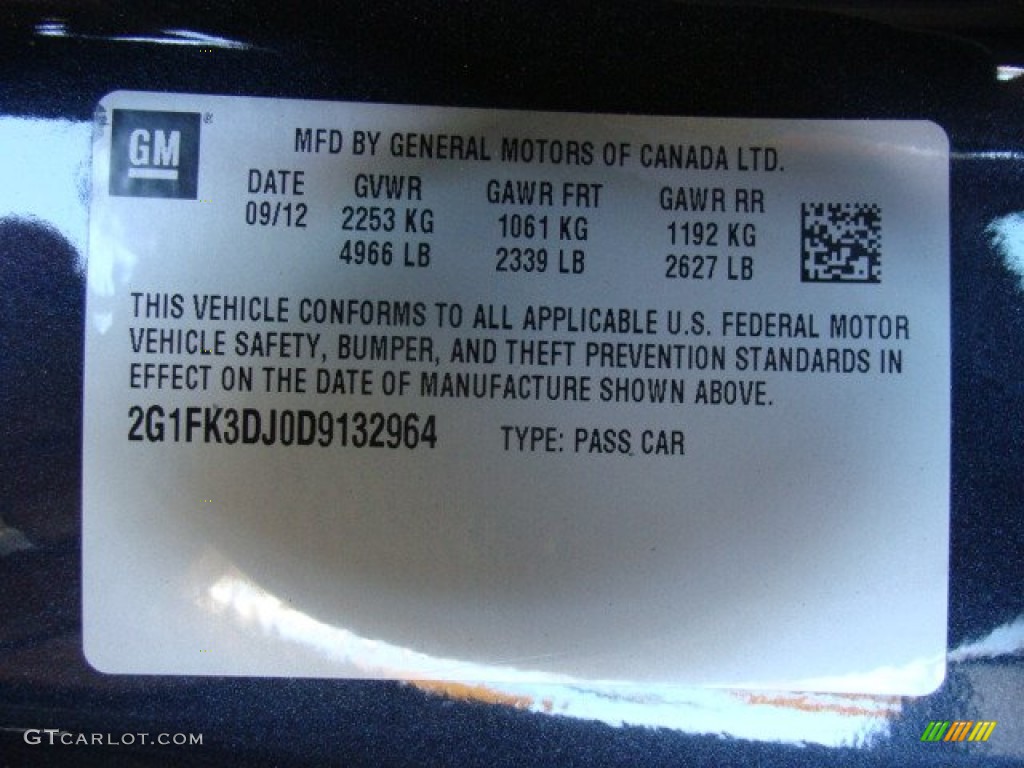 GM ®
MFD BY GENERAL MOTORS OF CANADA LTD.
DATE GVWR GAWR FRT GAWR RR
09/12 2253 KG 1061 KG 1192 KG
4966 LB 2339 LB 2627 LB
THIS VEHICLE CONFORMS TO ALL APPLICABLE U.S. FEDERAL MOTOR
VEHICLE SAFETY, BUMPER, AND THEFT PREVENTION STANDARDS IN
EFFECT ON THE DATE OF MANUFACTURE SHOWN ABOVE.
2G1FK3DJ0D9132964 TYPE: PASS CAR
GTCARLOT.COM